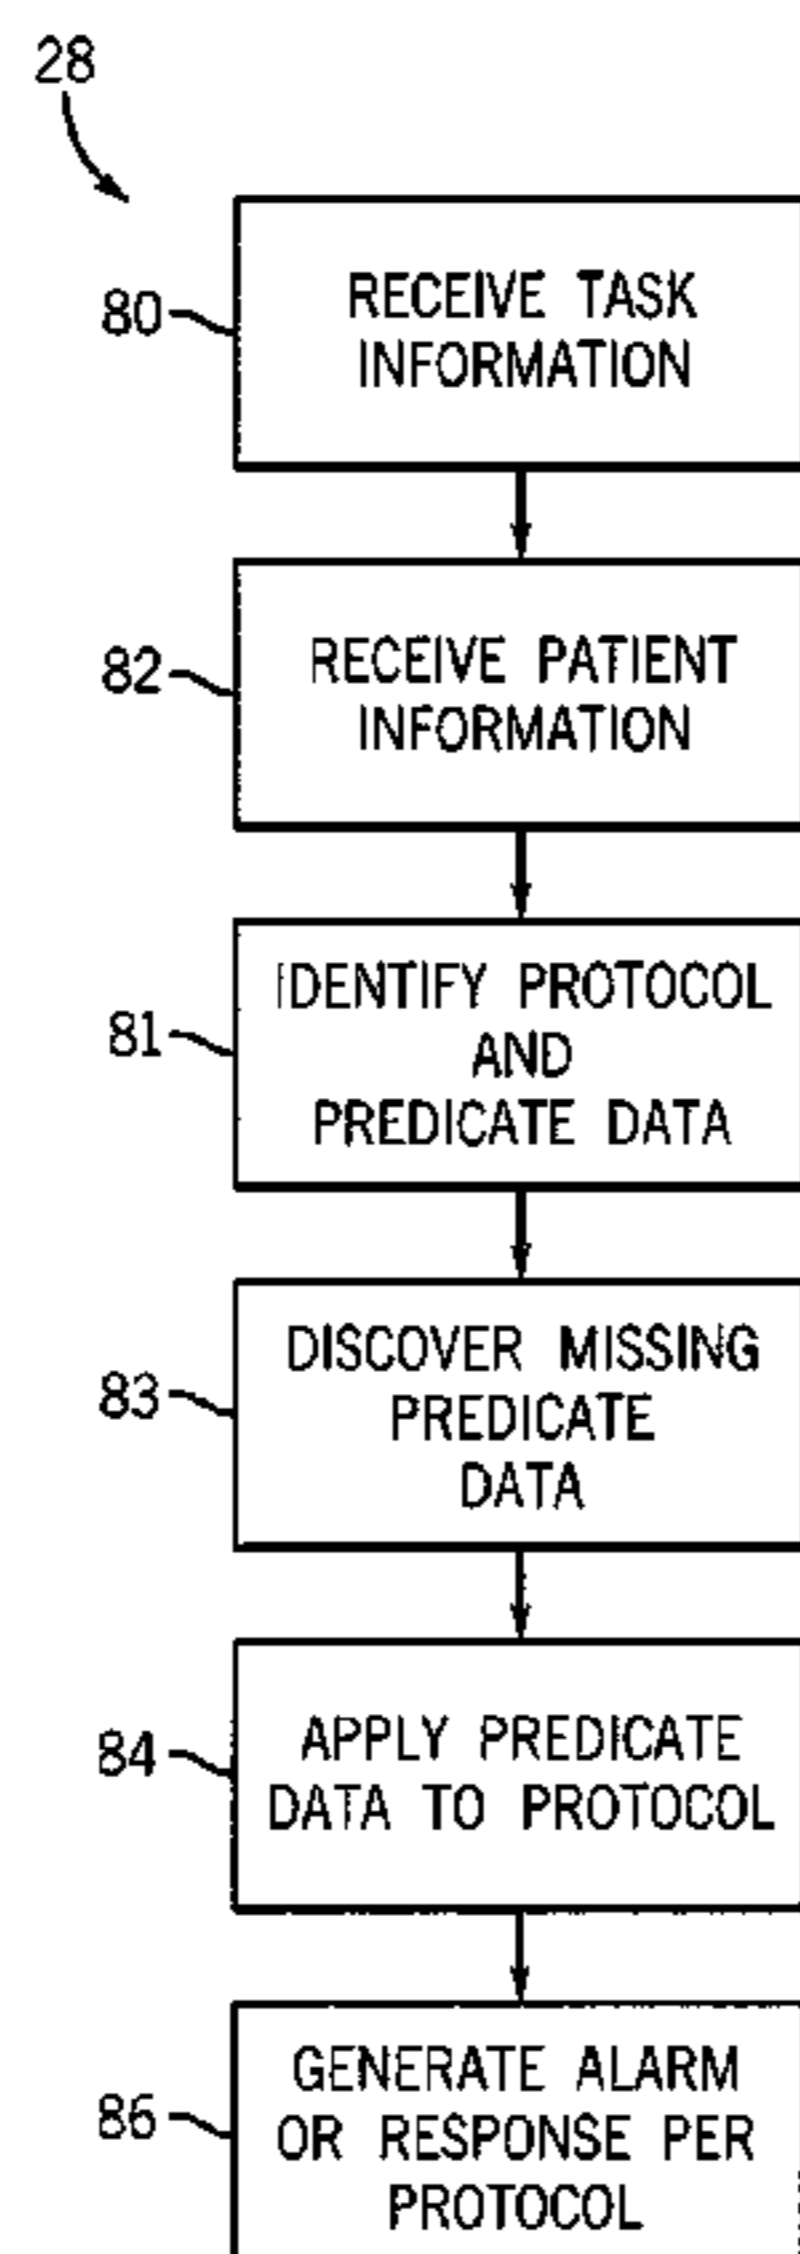 28
80
RECEIVE TASK
INFORMATION
82
RECEIVE PATIENT
INFORMATION
81
IDENTIFY PROTOCOL
AND
PREDICATE DATA
83
DISCOVER MISSING
PREDICATE
DATA
84
APPLY PREDICATE
DATA TO PROTOCOL
86
GENERATE ALARM
OR RESPONSE PER
PROTOCOL